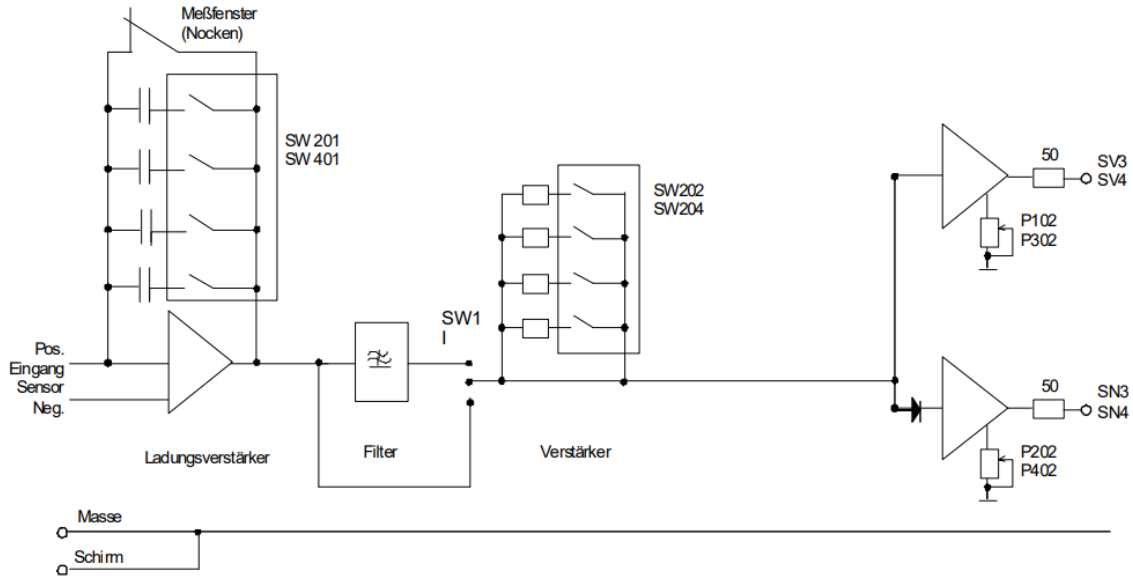 Meßfenster
(Nocken)
SW 201
SW 401
SW202
SW204
50
SV3
SV4
P102
P302
SW1
I
Pos.
Eingang
Sensor
Neg.
50
SN3
SN4
Ladungsverstärker
Filter
Verstärker
P202
P402
Masse
Schirm